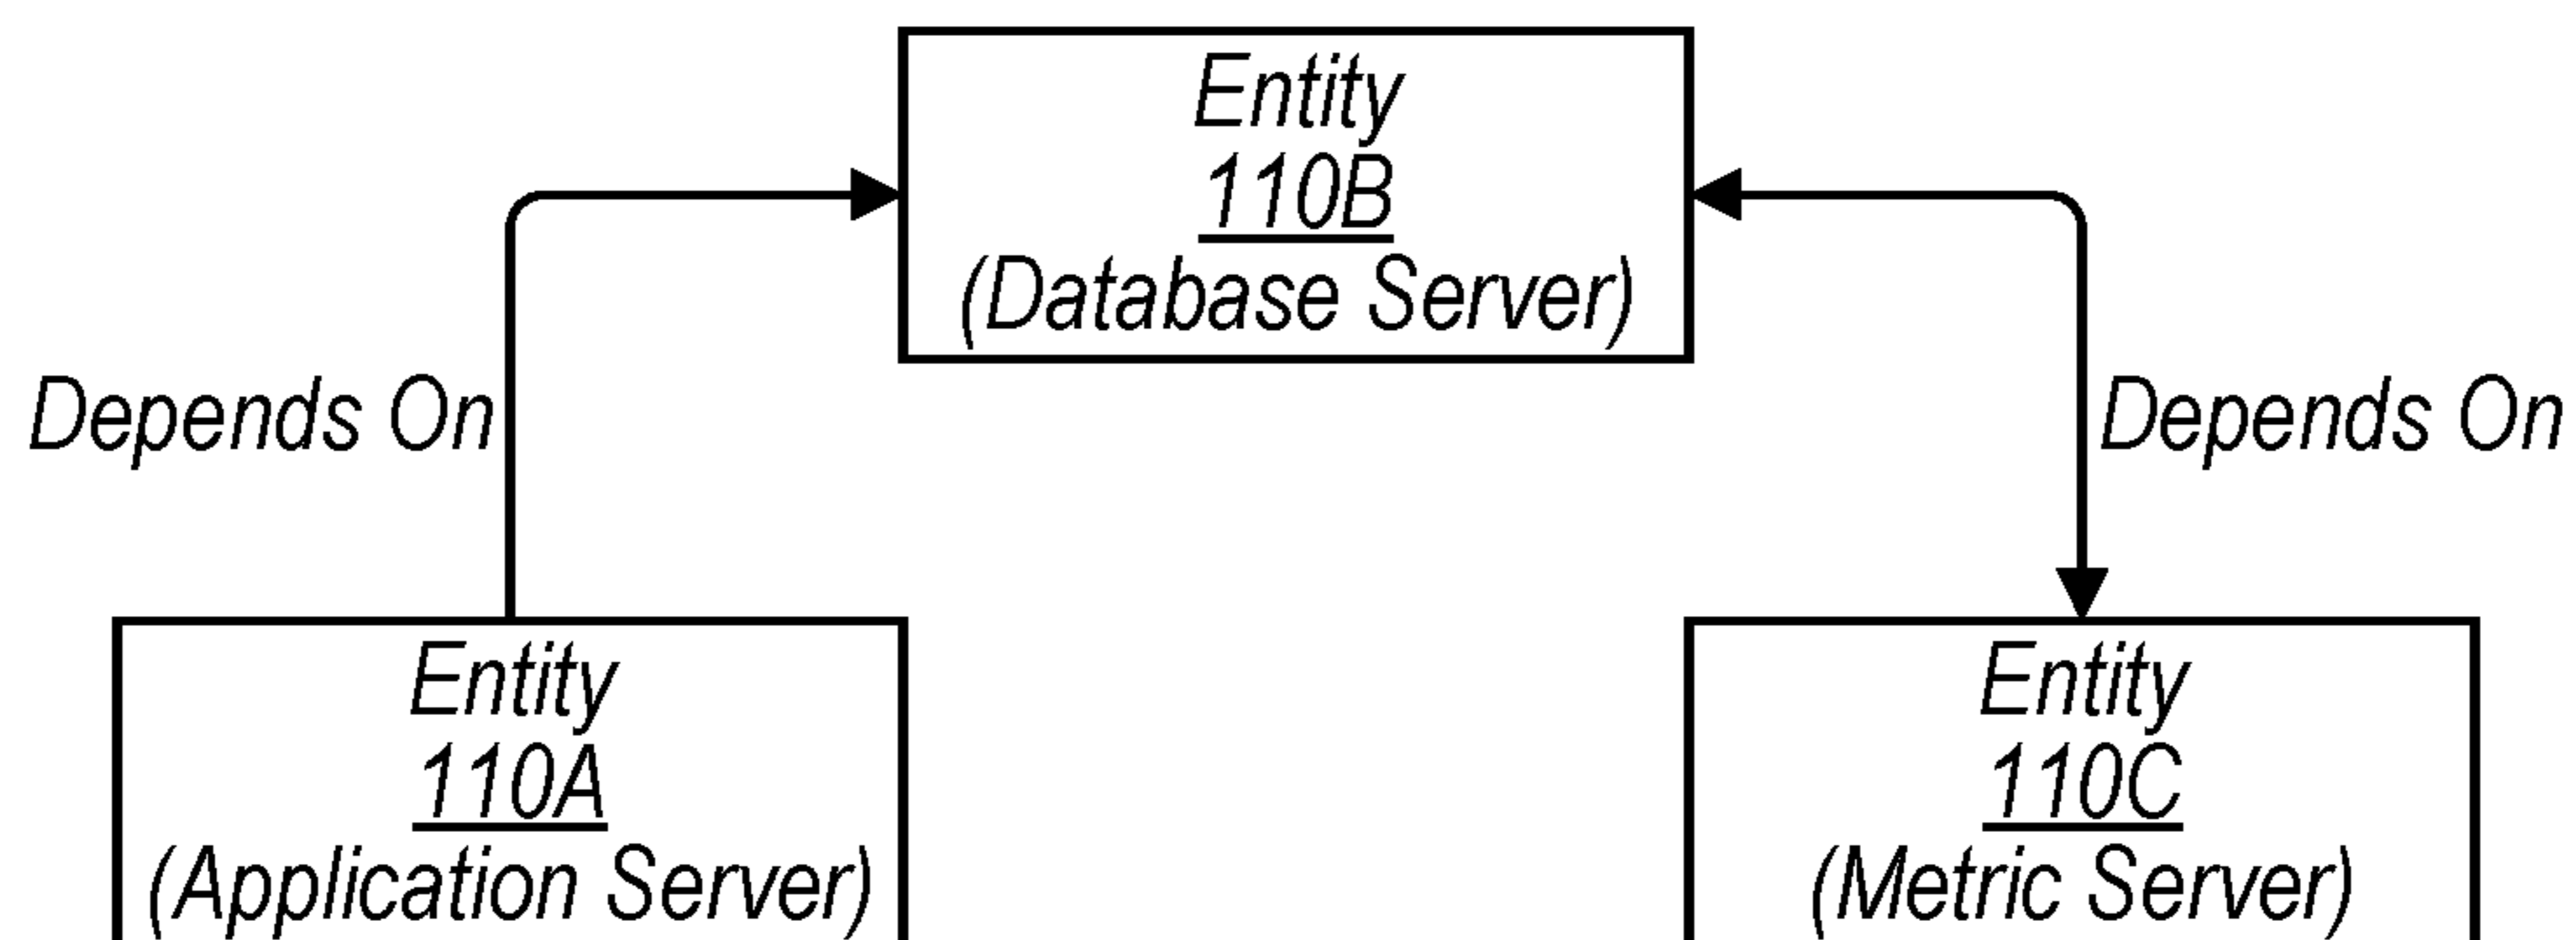 Entity
110B
(Database Server)
Depends On
Depends On
Entity
110A
(Application Server)
Entity
110C
(Metric Server)